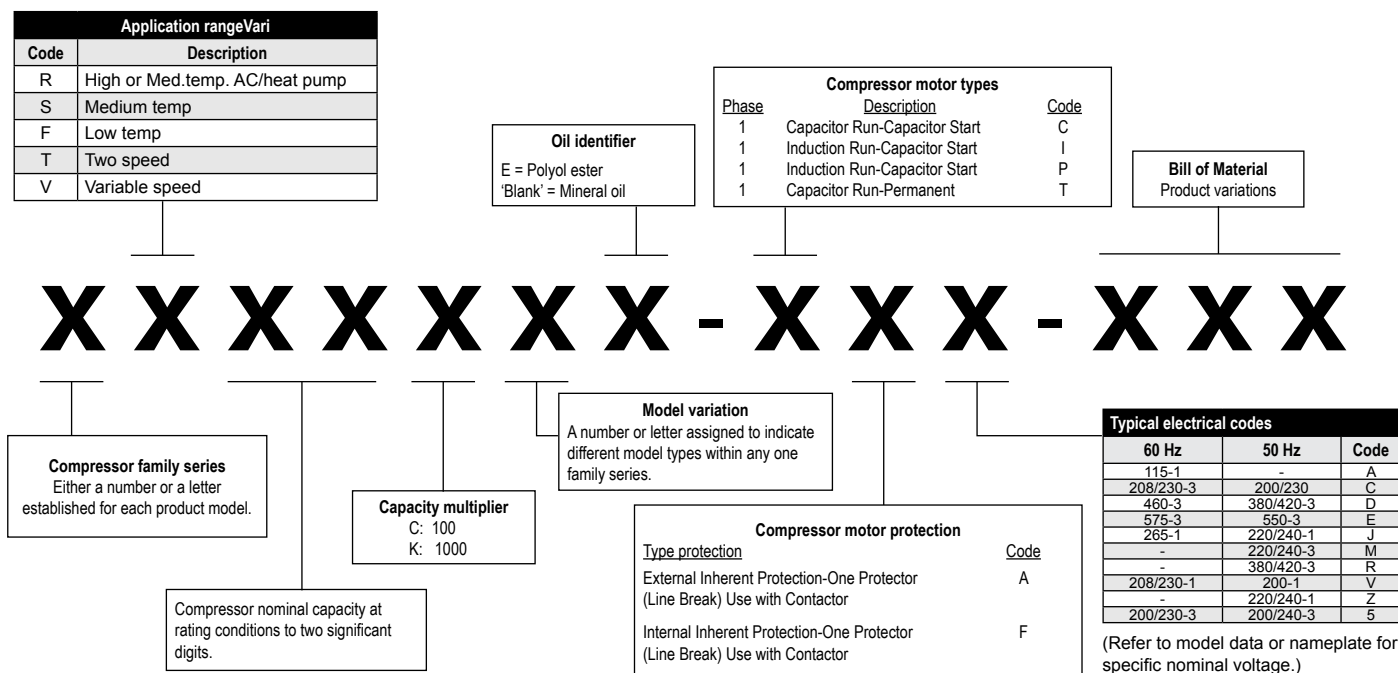 Application rangeVari
Code Description
R High or Med.temp. AC/heat pump
S Medium temp
F Low temp
T Two speed
V Variable speed
Oil identifier
E = Polyol ester
'Blank' = Mineral oil
Compressor motor types
Phase Description Code
1 Capacitor Run-Capacitor Start C
1 Induction Run-Capacitor Start I
1 Induction Run-Capacitor Start P
1 Capacitor Run-Permanent T
Bill of Material
Product variations
X X X X X X X - X X X - X X X
Compressor family series
Either a number or a letter
established for each product model.
Compressor nominal capacity at
rating conditions to two significant
digits.
Capacity multiplier
C: 100
K: 1000
Model variation
A number or letter assigned to indicate
different model types within any one
family series.
Compressor motor protection
Type protection Code
External Inherent Protection-One Protector A
(Line Break) Use with Contactor
Internal Inherent Protection-One Protector F
(Line Break) Use with Contactor
Typical electrical codes
60 Hz 50 Hz Code
115-1 - A
208/230-3 200/230 C
460-3 380/420-3 D
575-3 550-3 E
265-1 220/240-1 J
- 220/240-3 M
- 380/420-3 R
208/230-1 200-1 V
- 220/240-1 Z
200/230-3 200/240-3 5
(Refer to model data or nameplate for
specific nominal voltage.)